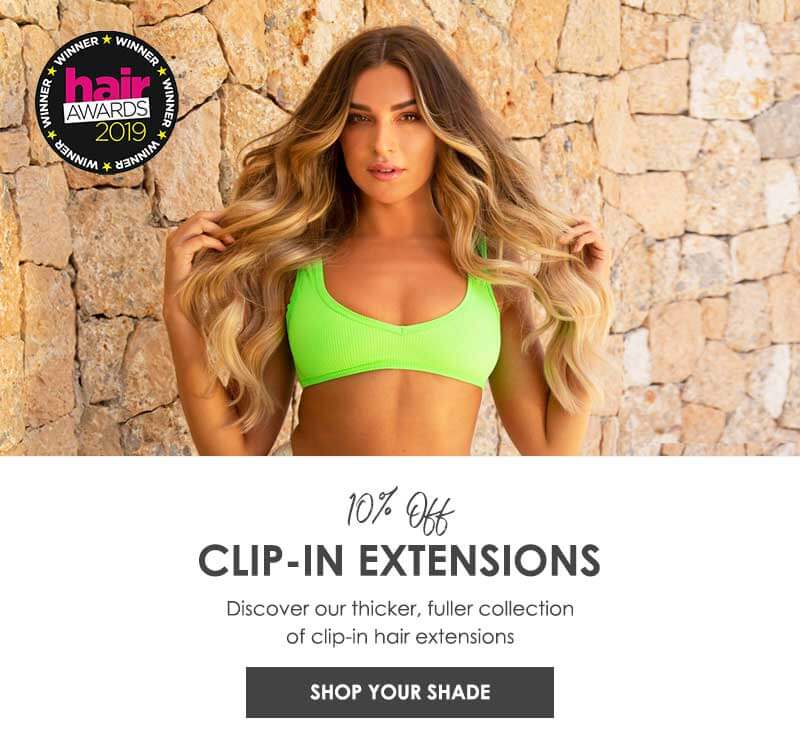 WINNER ★ WINNER ★ WINNER ★ WINNER ★ WINNER ★ WINNER ★
hair
AWARDS
2019
10% Off
CLIP-IN EXTENSIONS
Discover our thicker, fuller collection
of clip-in hair extensions
SHOP YOUR SHADE